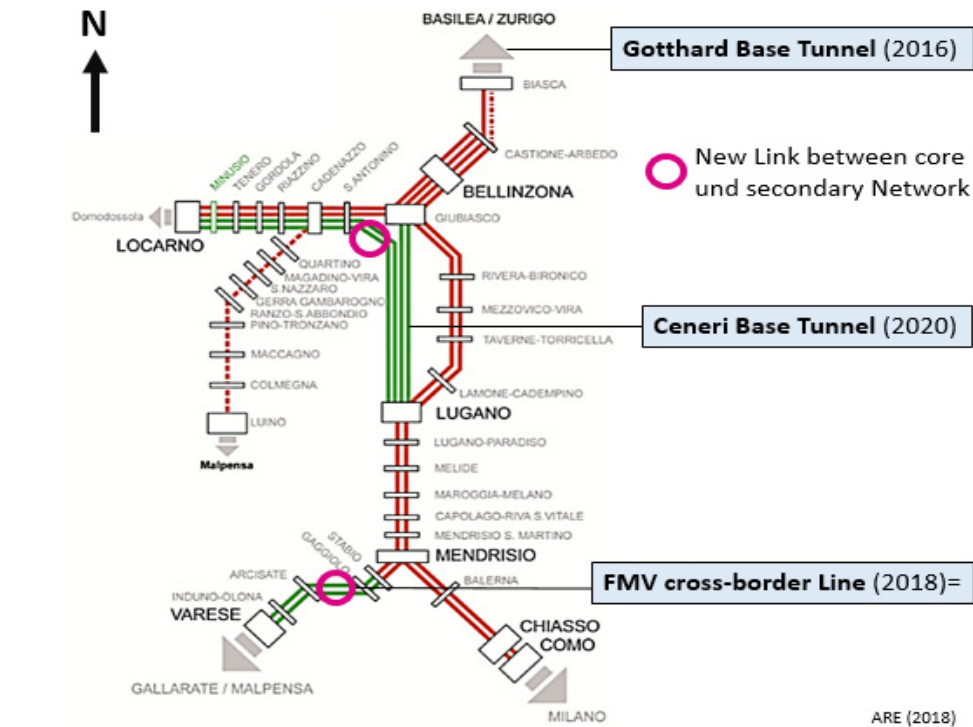 N
BASILEA / ZURIGO
Gotthard Base Tunnel (2016)
BIASCA
CASTIONE-ARBEDO
New Link between core
und secondary Network
BELLINZONA
MINUSIO
TENERO
GORDOLA
RIAZZINO
CADENAZZO
S.ANTONINO
GIUBIASCO
Domodossola
LOCARNO
QUARTINO
MAGADINO-VIRA
S.NAZZARO
GERRA GAMBAROGNO
RANZO-S.ABBONDIO
PINO-TRONZANO
MACCAGNO
COLMEGNA
LUINO
Malpensa
RIVERA-BIRONICO
MEZZOVICO-VIRA
Ceneri Base Tunnel (2020)
TAVERNE-TORRICELLA
LAMONE-CADEMPINO
LUGANO
LUGANO-PARADISO
MELIDE
MAROGGIA-MELANO
CAPOLAGO-RIVA S.VITALE
MENDRISIO S. MARTINO
MENDRISIO
STABIO
GAGGIOLO
ARCISATE
INDUNO-OLONA
VARESE
BALERNA
FMV cross-border Line (2018)=
CHIASSO
COMO
GALLARATE / MALPENSA
MILANO
ARE (2018)